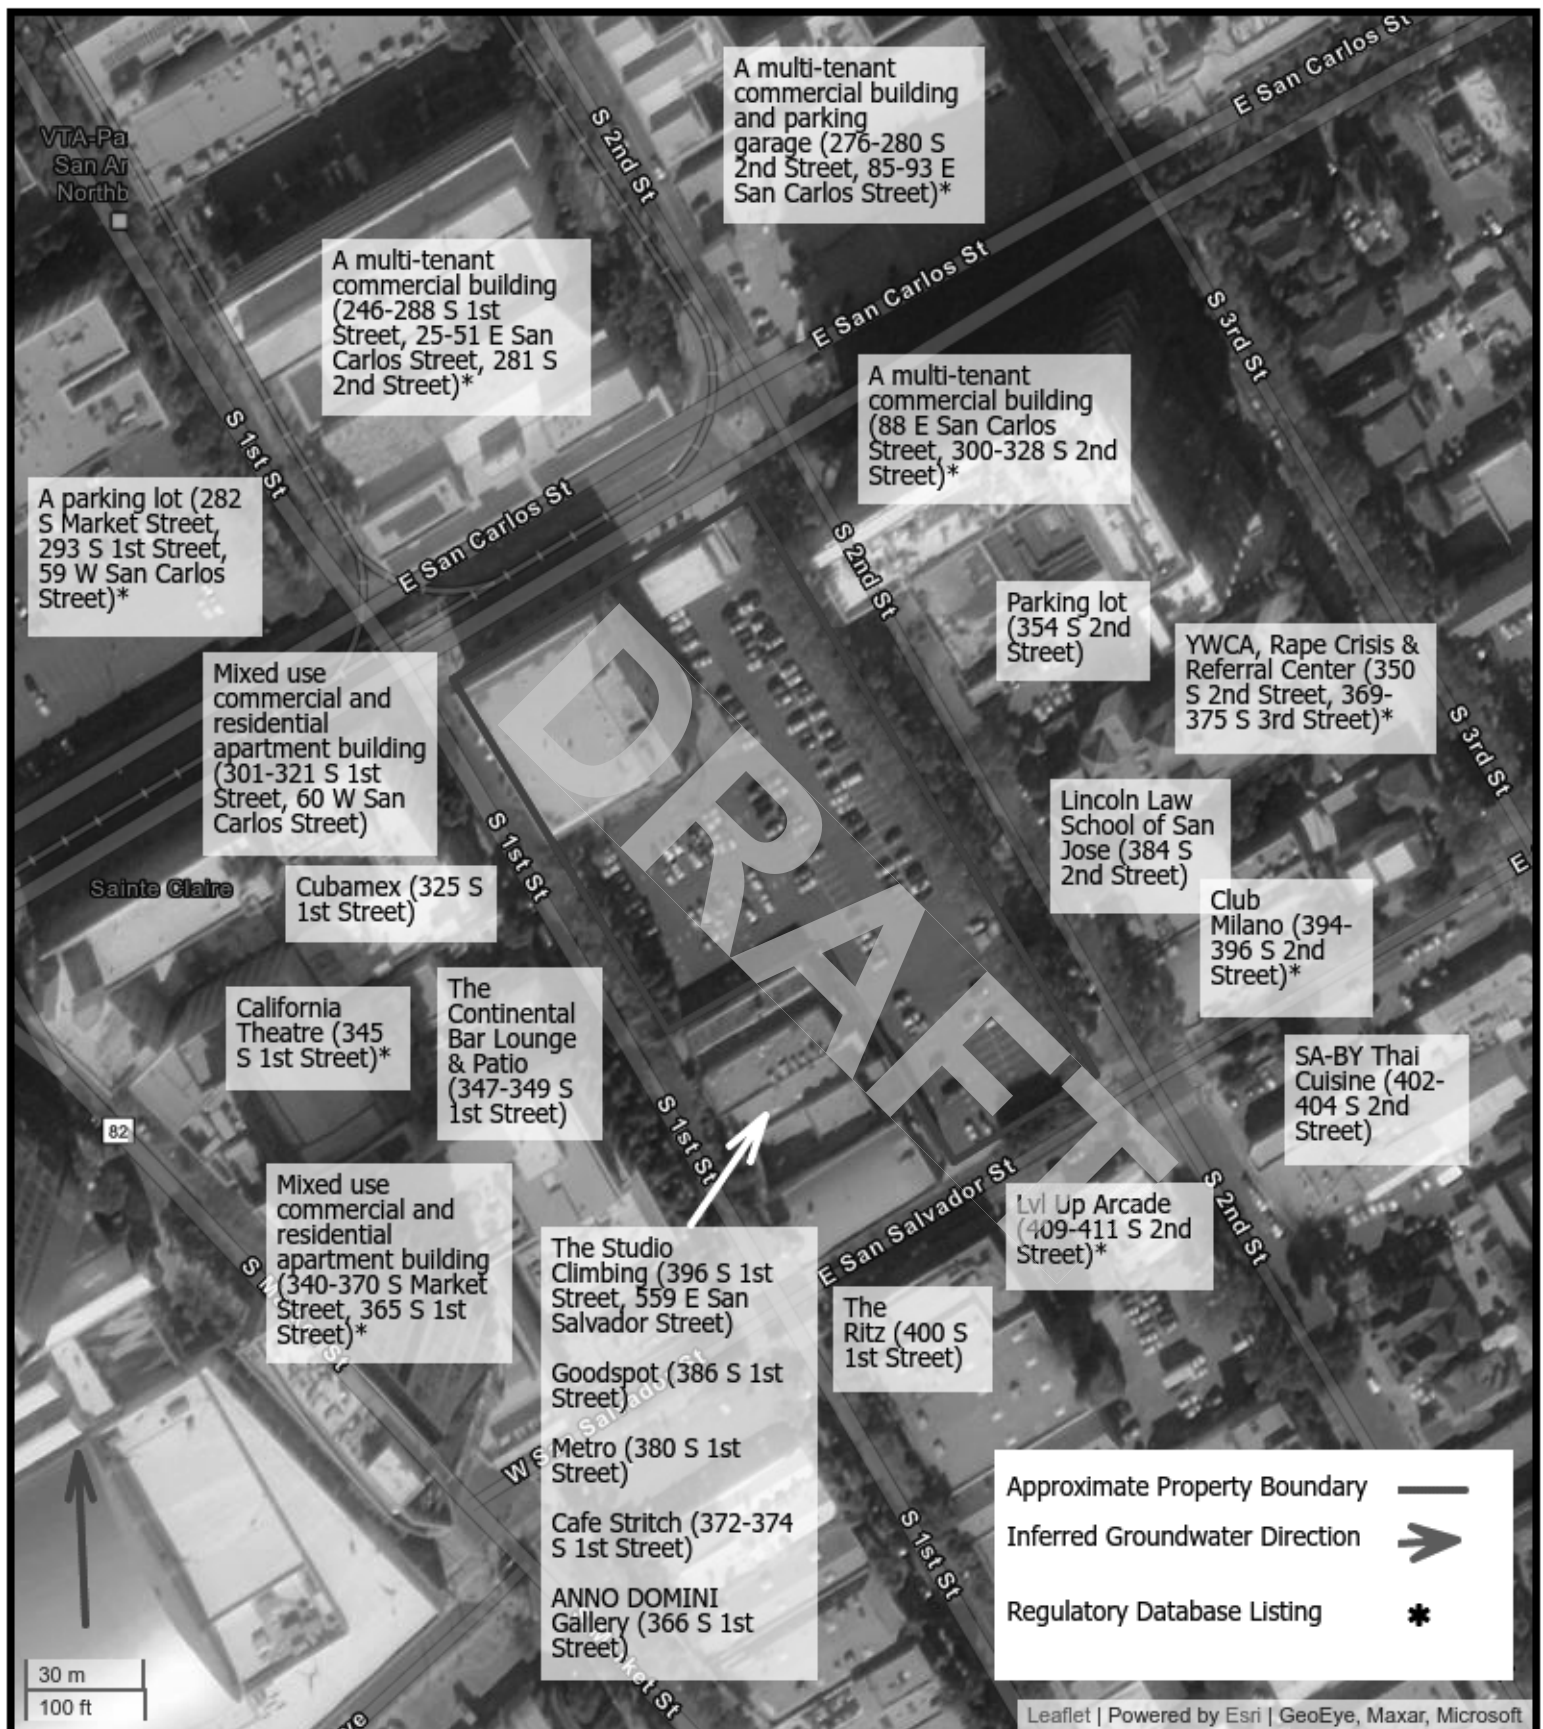 E San Carlos St
A multi-tenant
commercial building
and parking
garage (276-280 S
2nd Street, 85-93 E
San Carlos Street)*
S 2nd St
VTA-Pa
San An
Northb
A multi-tenant
commercial building
(246-288 S 1st
Street, 25-51 E San
Carlos Street, 281 S
2nd Street)*
E San Carlos St
S 3rd St
A multi-tenant
commercial building
(88 E San Carlos
Street, 300-328 S 2nd
Street)*
S 1st St
A parking lot (282
S Market Street,
293 S 1st Street,
59 W San Carlos
Street)*
E San Carlos St
S 2nd St
Parking lot
(354 S 2nd
Street)
YWCA, Rape Crisis &
Referral Center (350
S 2nd Street, 369-
375 S 3rd Street)*
Mixed use
commercial and
residential
apartment building
(301-321 S 1st
Street, 60 W San
Carlos Street)
S 3rd St
DRAFT
Lincoln Law
School of San
Jose (384 S
2nd Street)
S 1st St
E
Sainte Claire
Cubamex (325 S
1st Street)
Club
Milano (394-
396 S 2nd
Street)*
The
Continental
Bar Lounge
& Patio
(347-349 S
1st Street)
California
Theatre (345
S 1st Street)*
SA-BY Thai
Cuisine (402-
404 S 2nd
Street)
82
S 1st St
Mixed use
commercial and
residential
apartment building
(340-370 S Market
Street, 365 S 1st
Street)*
E San Salvador St
Lvl Up Arcade
(409-411 S 2nd
Street)*
S 2nd St
The Studio
Climbing (396 S 1st
Street, 559 E San
Salvador Street)
Goodspot (386 S 1st
Street)
Metro (380 S 1st
Street)
Cafe Stritch (372-374
S 1st Street)
ANNO DOMINI
Gallery (366 S 1st
Street)
The
Ritz (400 S
1st Street)
W San Salvador St
S 1st St
Approximate Property Boundary
Inferred Groundwater Direction
Regulatory Database Listing *
30 m
100 ft
Leaflet | Powered by Esri | GeoEye, Maxar, Microsoft